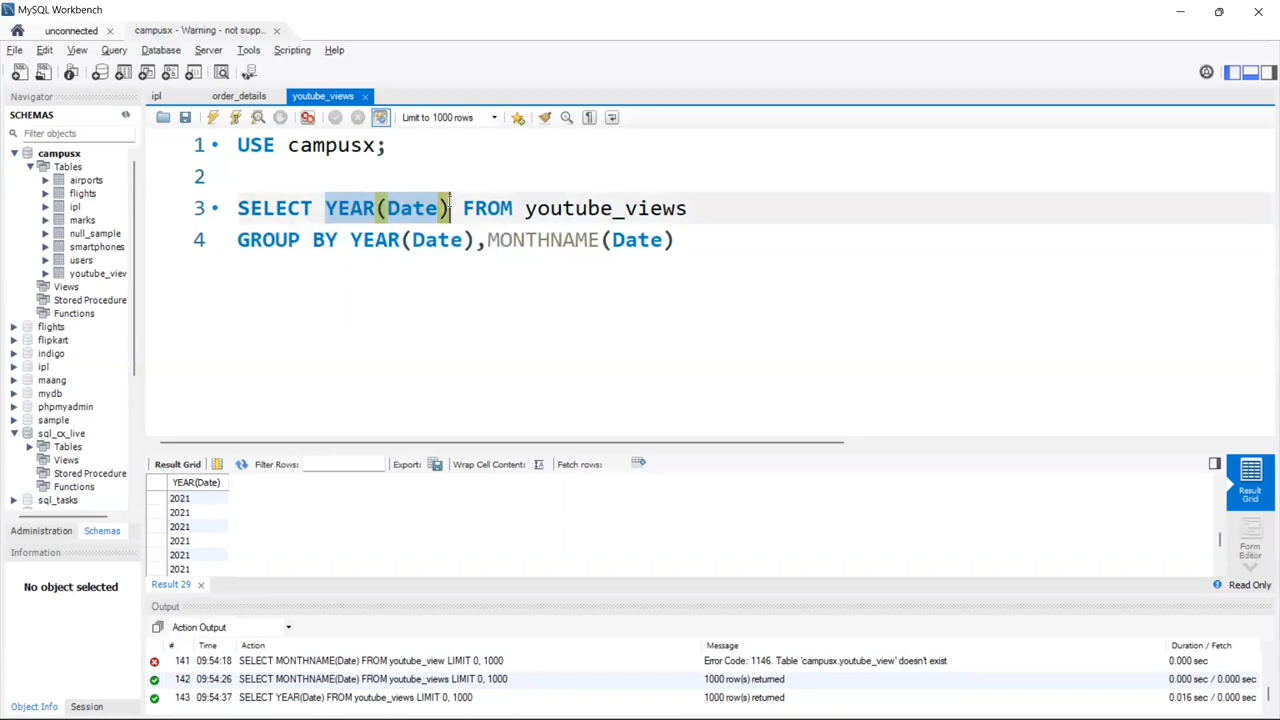 MySQL Workbench
unconnected
campusx - Warning - not supp...
File Edit View Query Database Server Tools Scripting Help
Navigator
ipl
order_details
youtube_views
SCHEMAS
Filter objects
Limit to 1000 rows
campusx
Tables
airports
flights
ipl
marks
null_sample
smartphones
users
youtube_view
Views
Stored Procedure
Functions
flights
flipkart
indigo
ipl
maang
mydb
phpmyadmin
sample
sql_cx_live
Tables
Views
Stored Procedure
Functions
sql_tasks
Administration Schemas
Information
No object selected
Object Info Session
1 USE campusx;
2
3 SELECT YEAR(Date) FROM youtube_views
4 GROUP BY YEAR(Date),MONTHNAME(Date)
Result Grid Filter Rows: Export: Wrap Cell Content: Fetch rows:
YEAR(Date)
2021
2021
2021
2021
2021
2021
Result Grid
Form Editor
Result 29
Read Only
Output
Action Output
# Time Action Message Duration / Fetch
141 09:54:18 SELECT MONTHNAME(Date) FROM youtube_view LIMIT 0, 1000 Error Code: 1146. Table 'campusx.youtube_view' doesn't exist 0.000 sec
142 09:54:26 SELECT MONTHNAME(Date) FROM youtube_views LIMIT 0, 1000 1000 row(s) returned 0.000 sec / 0.000 sec
143 09:54:37 SELECT YEAR(Date) FROM youtube_views LIMIT 0, 1000 1000 row(s) returned 0.016 sec / 0.000 sec